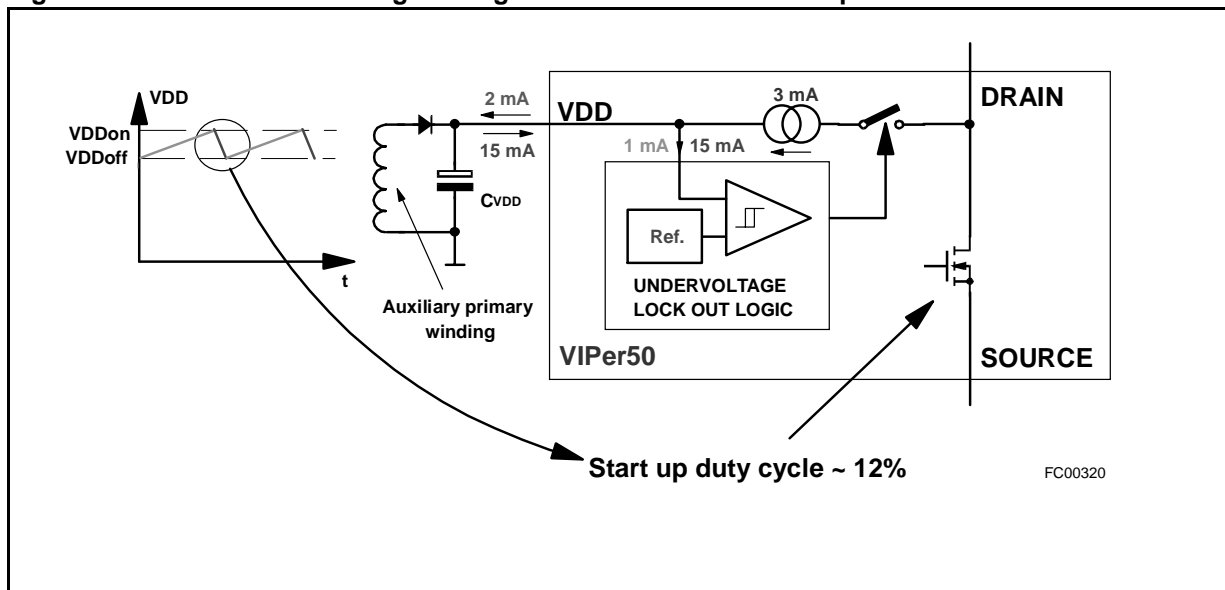 VDD
VDDon
VDDoff
t
2 mA
15 mA
CVDD
Auxiliary primary
winding
VDD
1 mA
15 mA
3 mA
DRAIN
Ref.
UNDERVOLTAGE
LOCK OUT LOGIC
VIPer50
SOURCE
Start up duty cycle ~ 12%
FC00320